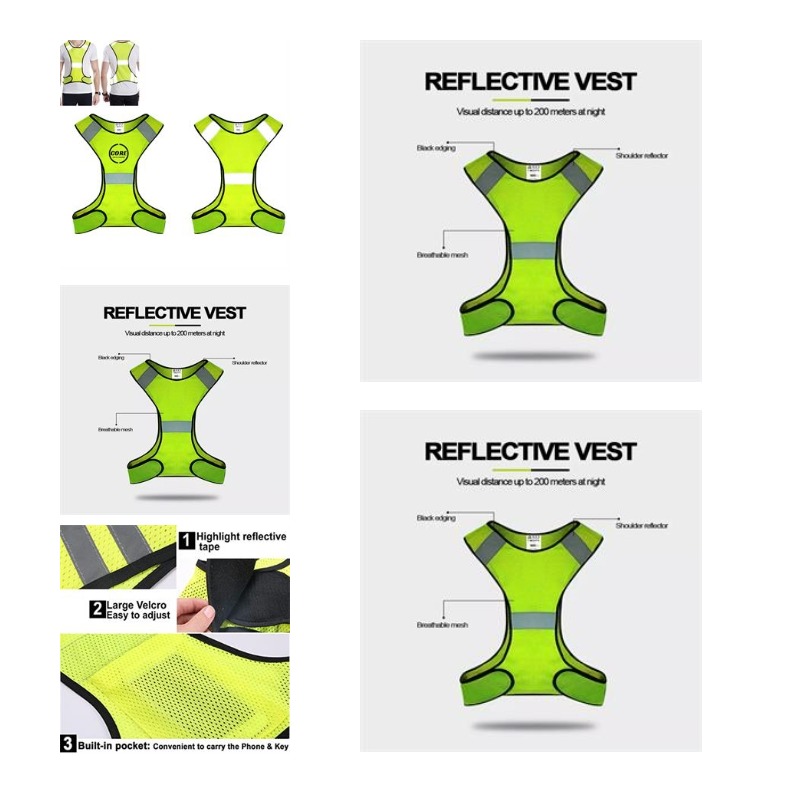 CORE
REFLECTIVE VEST
Visual distance up to 200 meters at night
Black edging
Shoulder reflector
Breathable mesh
REFLECTIVE VEST
Visual distance up to 200 meters at night
Black edging
Shoulder reflector
Breathable mesh
1 Highlight reflective
tape
2 Large Velcro
Easy to adjust
3 Built-in pocket: Convenient to carry the Phone & Key
REFLECTIVE VEST
Visual distance up to 200 meters at night
Black edging
Shoulder reflector
Breathable mesh